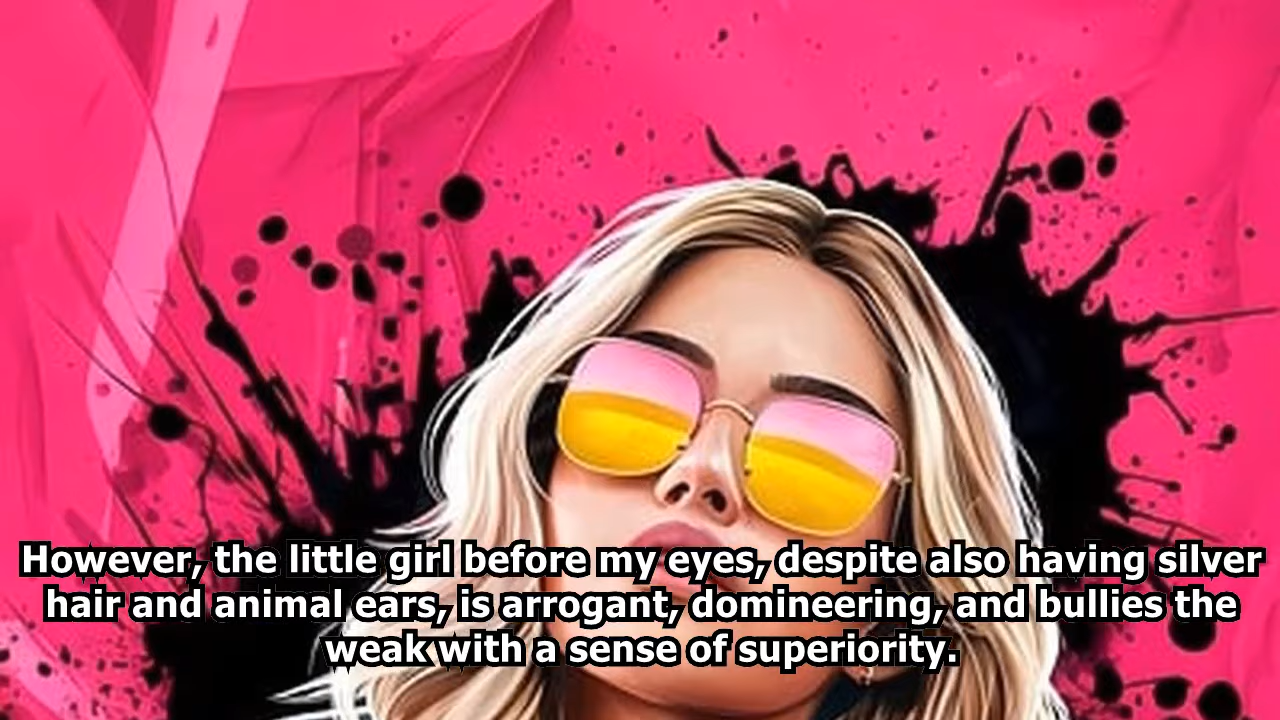 However, the little girl before my eyes, despite also having silver
hair and animal ears, is arrogant, domineering, and bullies the
weak with a sense of superiority.